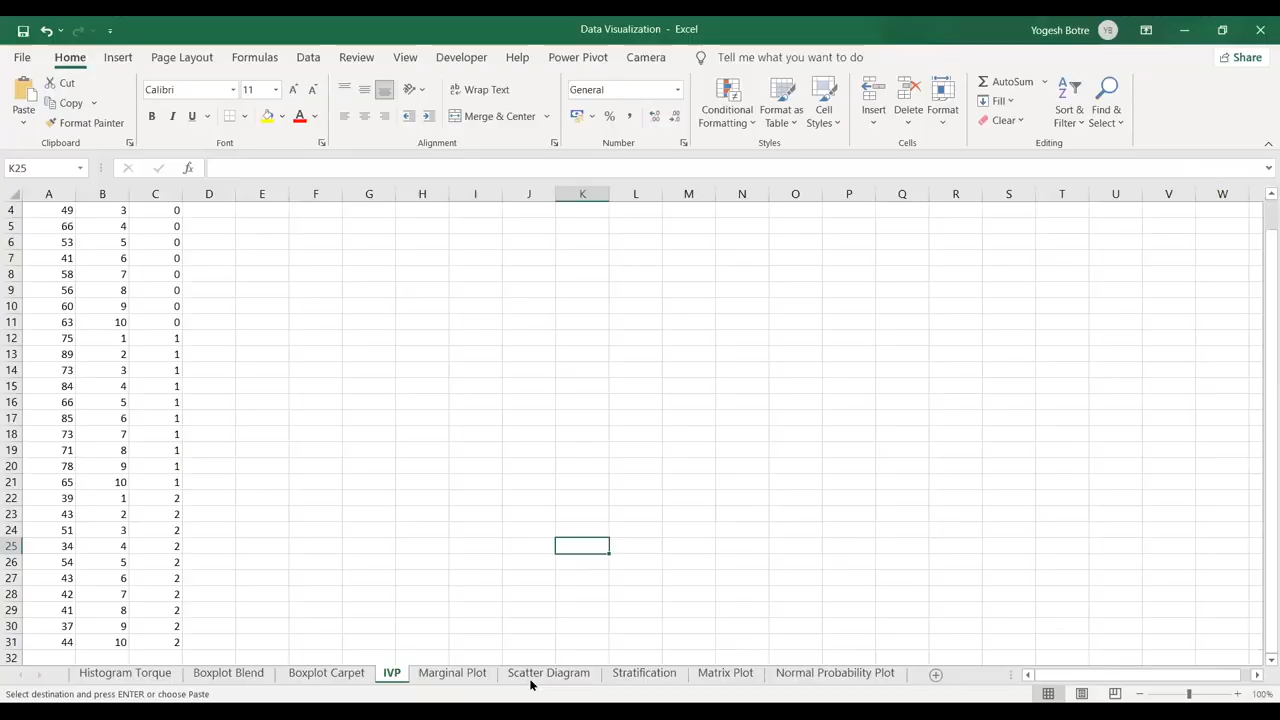 Data Visualization - Excel
Yogesh Botre YB
File Home Insert Page Layout Formulas Data Review View Developer Help Power Pivot Camera Tell me what you want to do Share
Paste Cut Copy Format Painter Clipboard
Calibri 11 B I U A Font
Wrap Text Merge & Center Alignment
General % Number
Conditional Formatting Format as Table Cell Styles Styles
Insert Delete Format Cells
AutoSum Fill Clear Sort & Filter Find & Select Editing
K25 fx
A B C D E F G H I J K L M N O P Q R S T U V W
4 49 3 0
5 66 4 0
6 53 5 0
7 41 6 0
8 58 7 0
9 56 8 0
10 60 9 0
11 63 10 0
12 75 1 1
13 89 2 1
14 73 3 1
15 84 4 1
16 66 5 1
17 85 6 1
18 73 7 1
19 71 8 1
20 78 9 1
21 65 10 1
22 39 1 2
23 43 2 2
24 51 3 2
25 34 4 2
26 54 5 2
27 43 6 2
28 42 7 2
29 41 8 2
30 37 9 2
31 44 10 2
32
Histogram Torque Boxplot Blend Boxplot Carpet IVP Marginal Plot Scatter Diagram Stratification Matrix Plot Normal Probability Plot
Select destination and press ENTER or choose Paste 100%